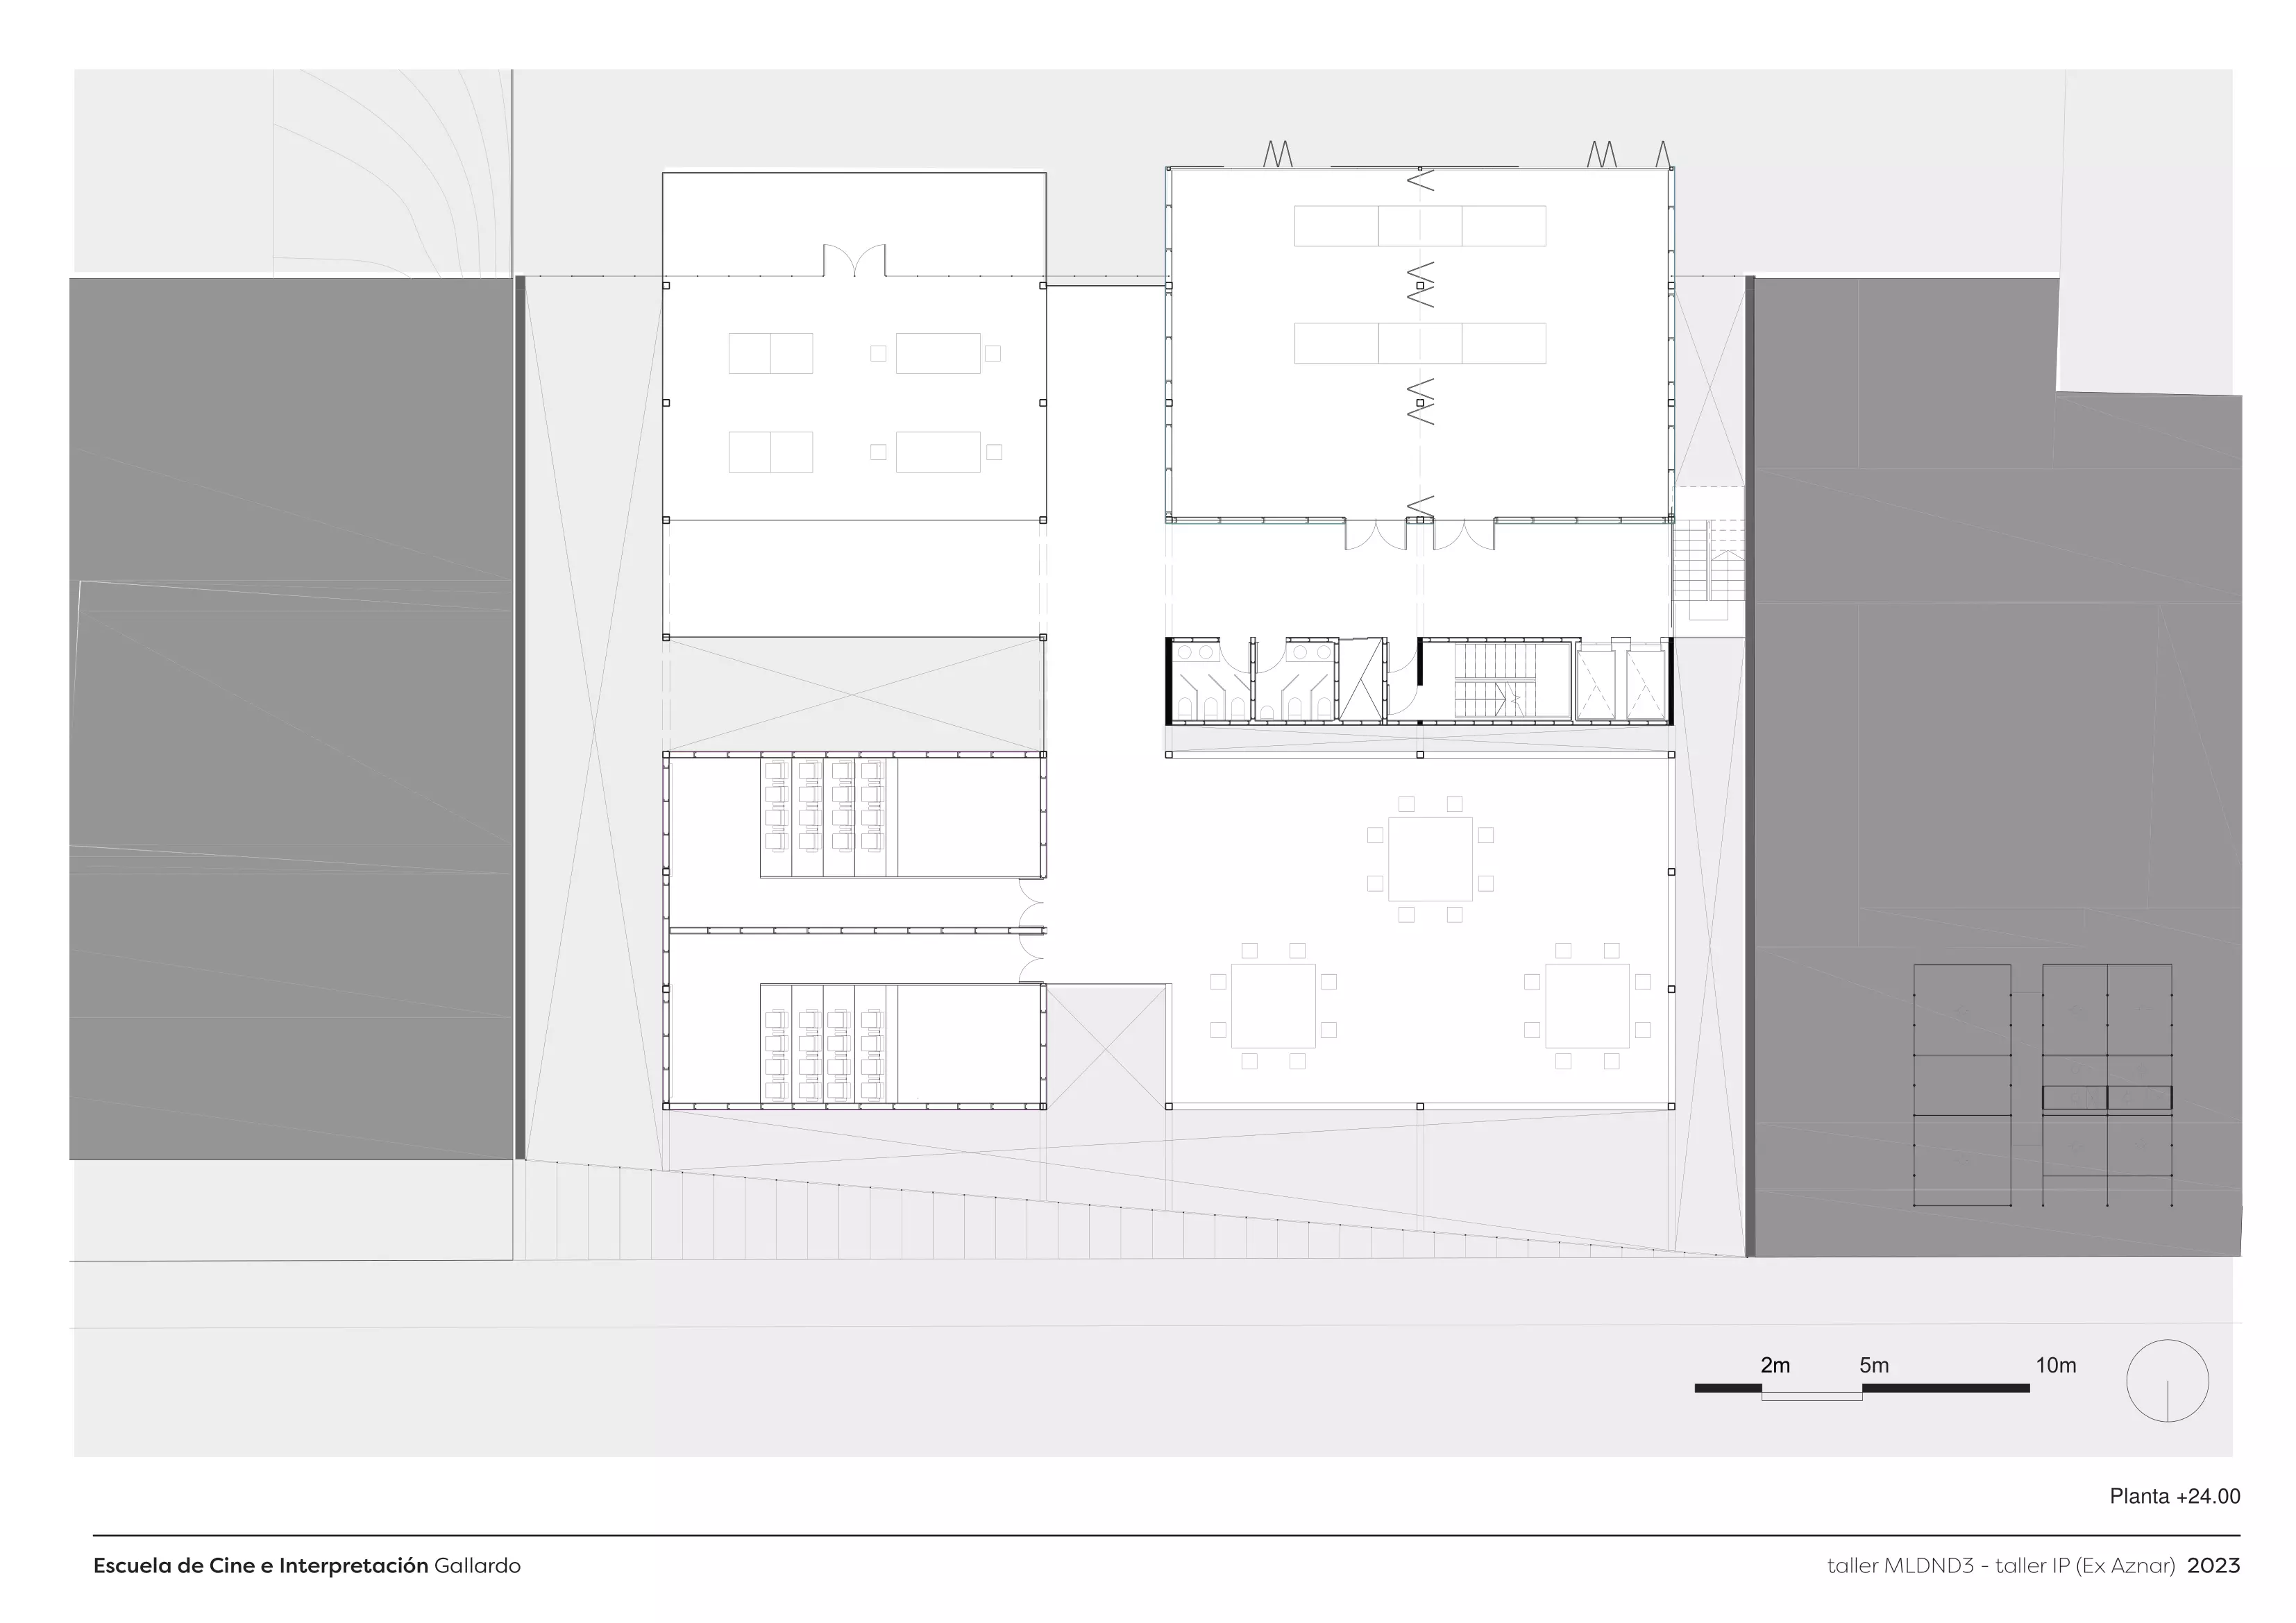 2m 5m 10m
Planta +24.00
Escuela de Cine e Interpretación Gallardo
taller MLDND3 - taller IP (Ex Aznar) 2023